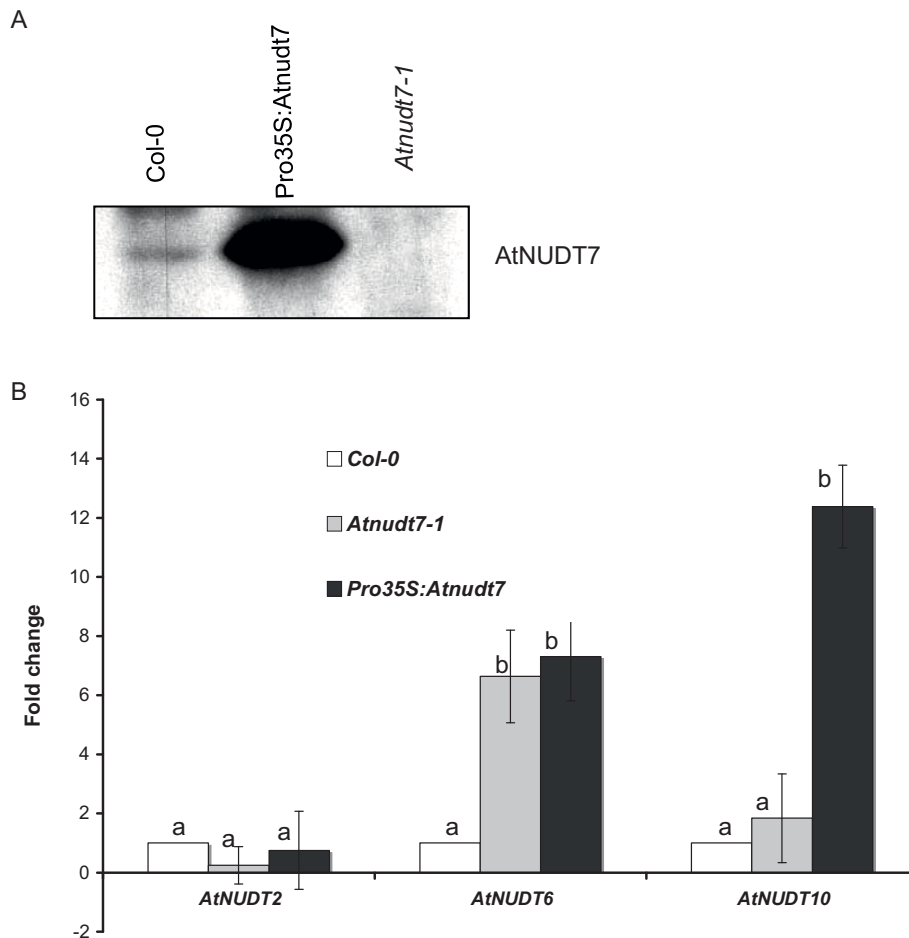 A
Col-0
Pro35S:Atnudt7
Atnudt7-1
AtNUDT7
B
Fold change
16
14
12
10
8
6
4
2
0
-2
Col-0
Atnudt7-1
Pro35S:Atnudt7
a
a
a
a
b
b
a
a
b
AtNUDT2
AtNUDT6
AtNUDT10